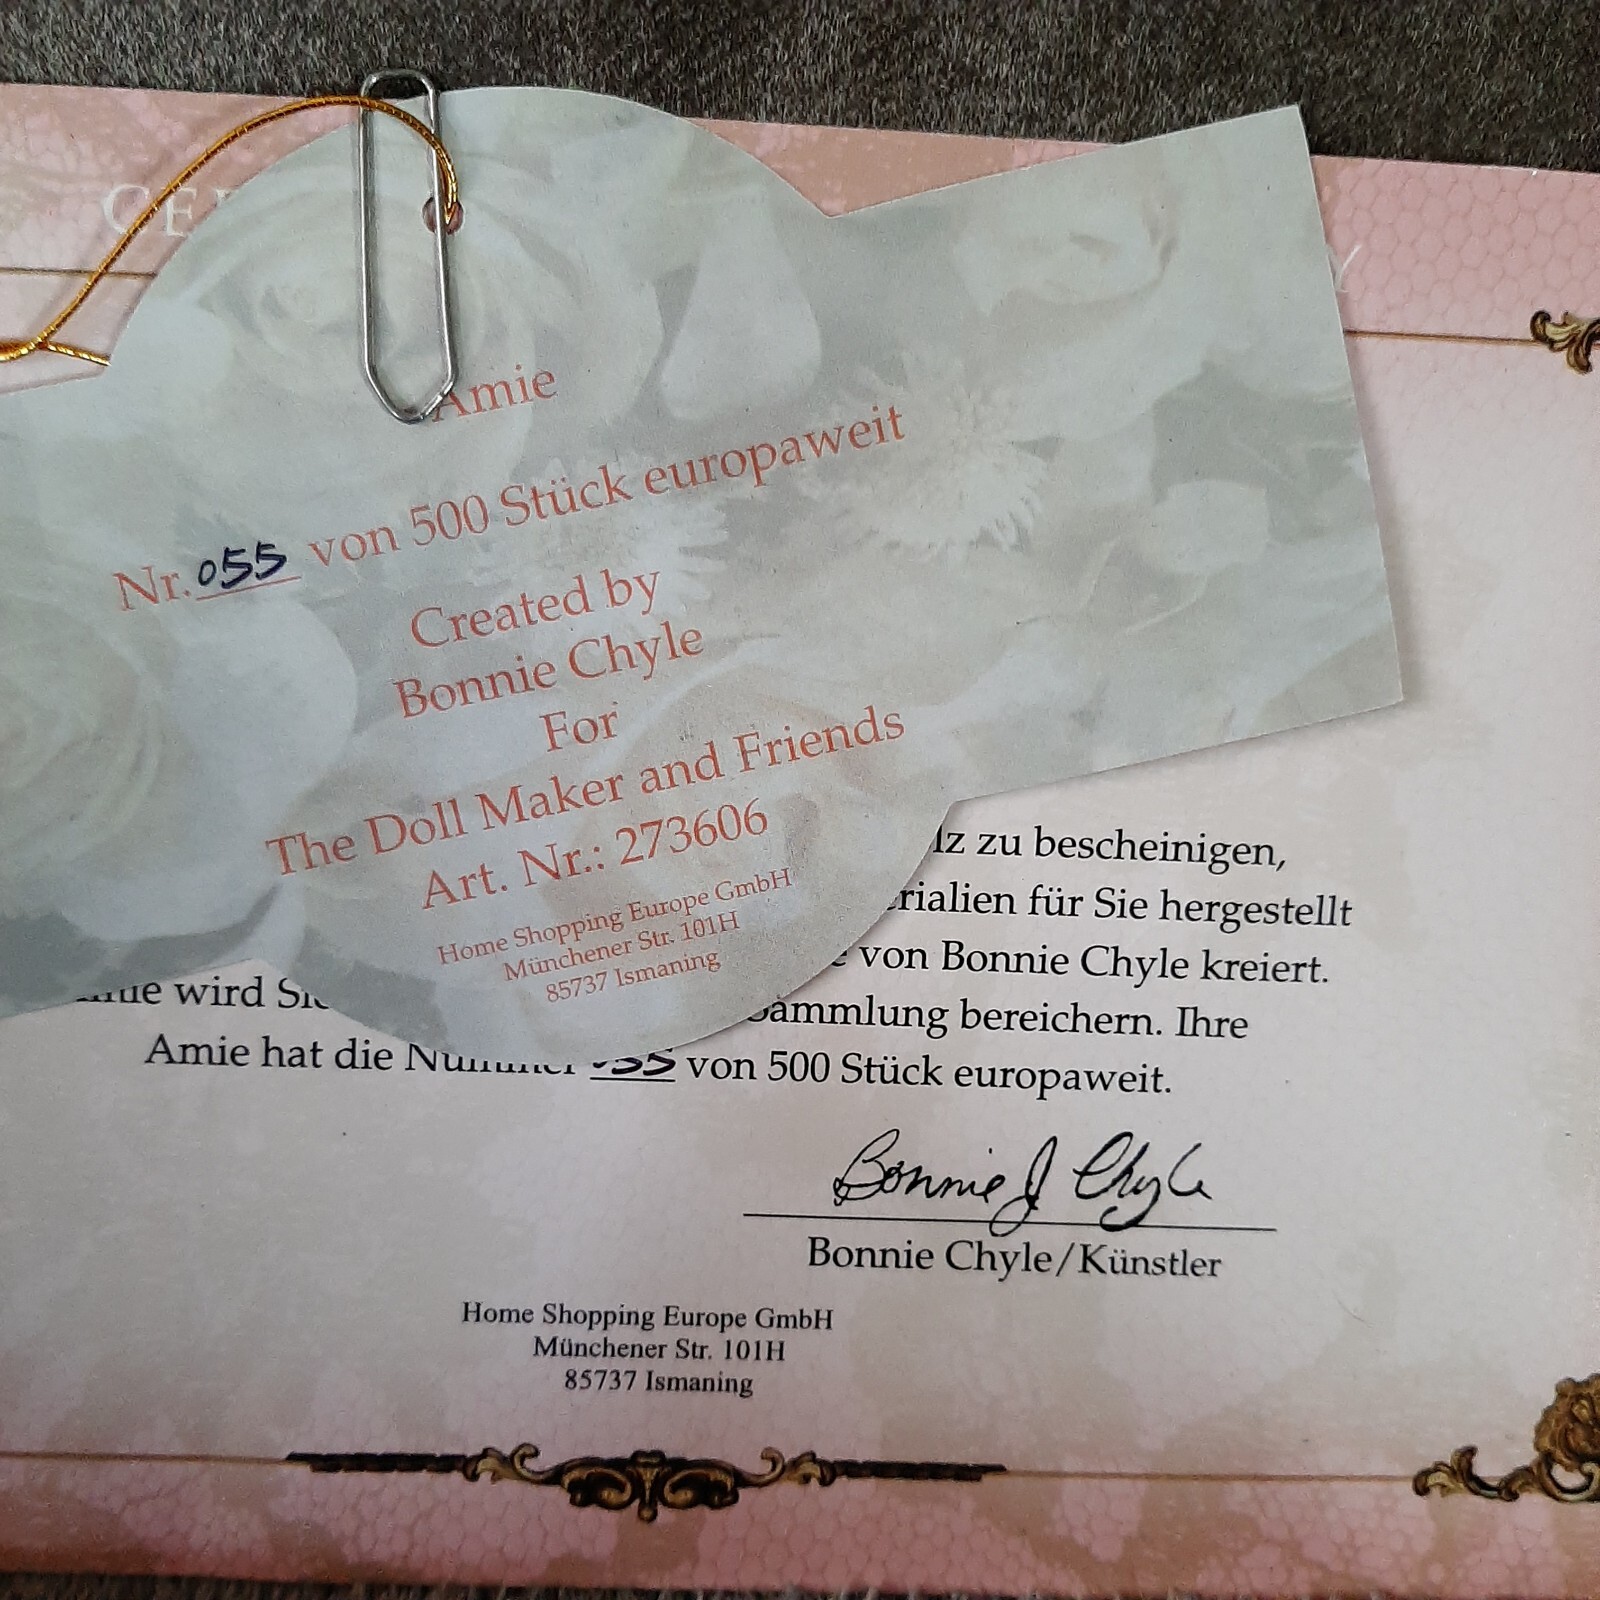 Amie
Nr. 055 von 500 Stück europaweit
Created by
Bonnie Chyle
For
The Doll Maker and Friends
Art. Nr.: 273606
Home Shopping Europe GmbH
Münchener Str. 101H
85737 Ismaning
zu bescheinigen,
für Sie hergestellt
von Bonnie Chyle kreiert.
wird bereichern. Ihre
Amie hat die Nummer 055 von 500 Stück europaweit.
Bonnie J Chyle
Bonnie Chyle/Künstler
Home Shopping Europe GmbH
Münchener Str. 101H
85737 Ismaning